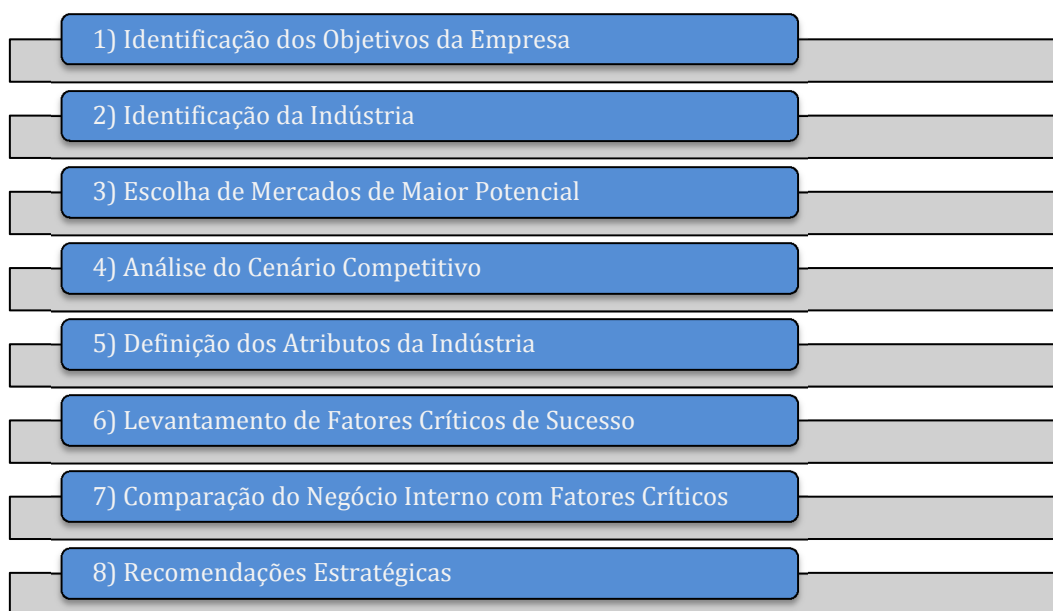 1) Identificação dos Objetivos da Empresa
2) Identificação da Indústria
3) Escolha de Mercados de Maior Potencial
4) Análise do Cenário Competitivo
5) Definição dos Atributos da Indústria
6) Levantamento de Fatores Críticos de Sucesso
7) Comparação do Negócio Interno com Fatores Críticos
8) Recomendações Estratégicas